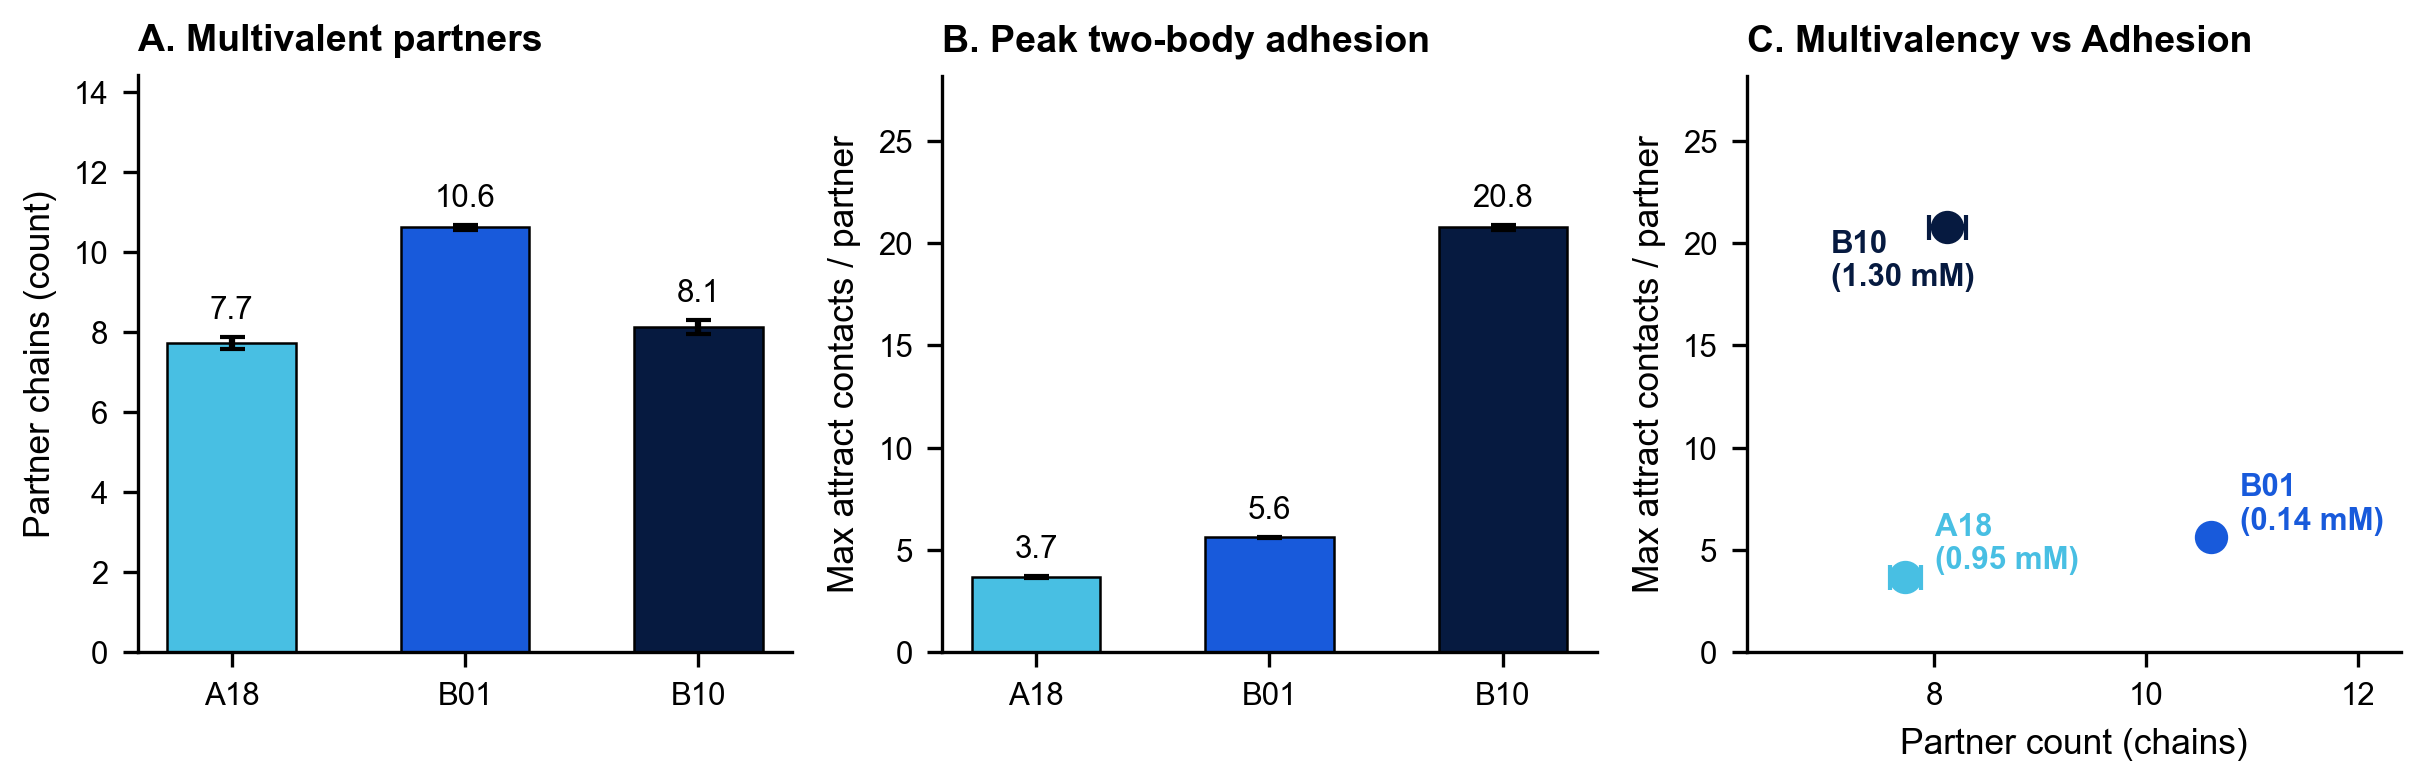 A. Multivalent partners
Partner chains (count)
14
12
10
8
6
4
2
0
7.7
10.6
8.1
A18
B01
B10
B. Peak two-body adhesion
Max attract contacts / partner
25
20
15
10
5
0
3.7
5.6
20.8
A18
B01
B10
C. Multivalency vs Adhesion
Max attract contacts / partner
25
20
15
10
5
0
B10
(1.30 mM)
A18
(0.95 mM)
B01
(0.14 mM)
8
10
12
Partner count (chains)